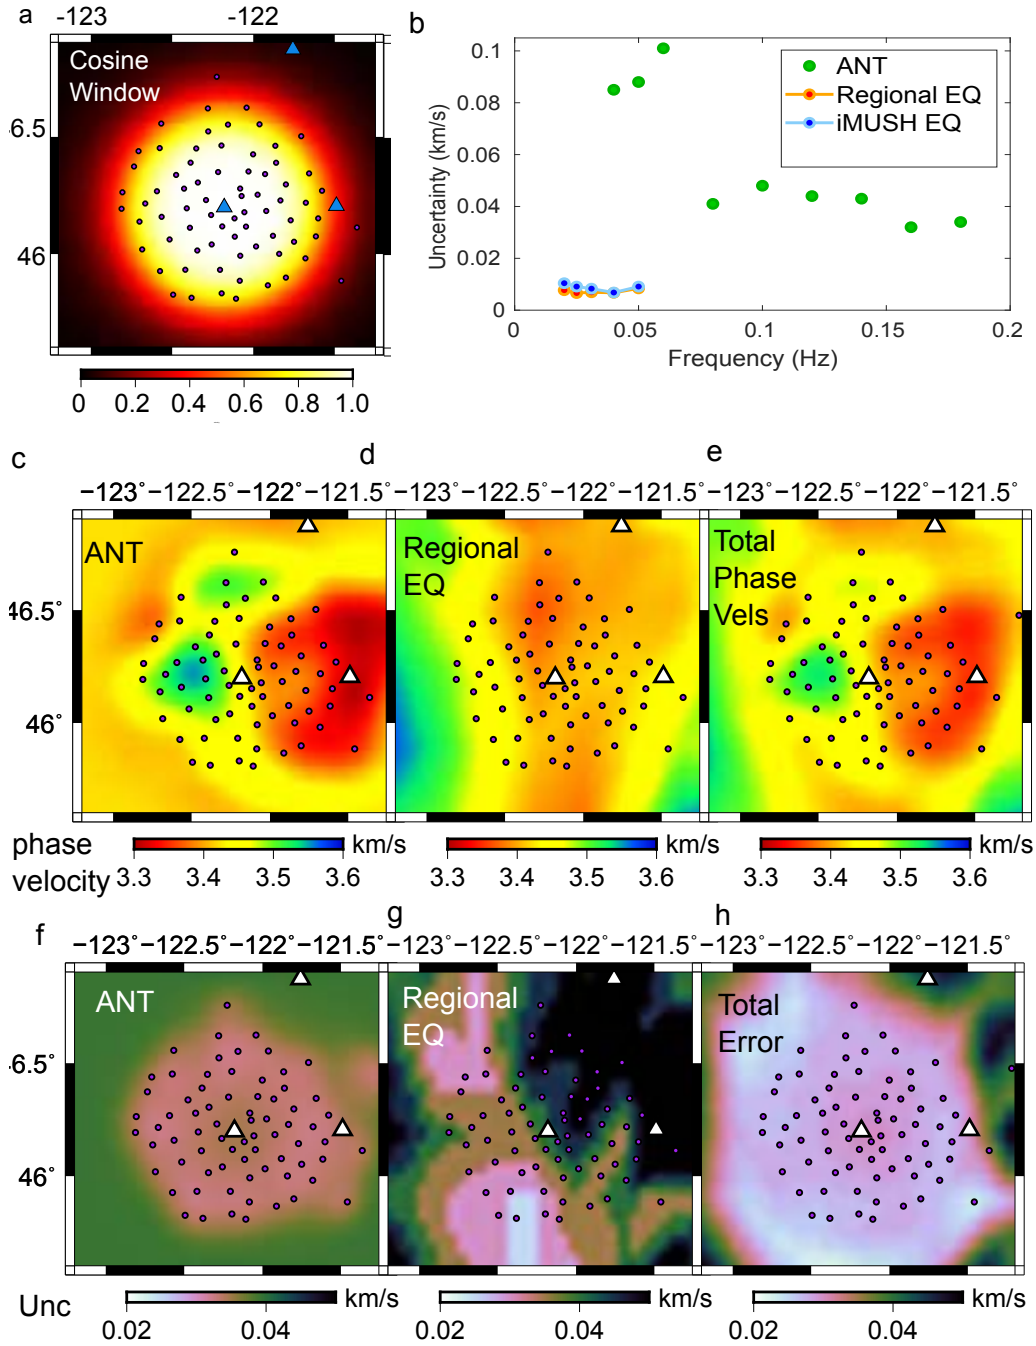 a
-123
-122
Cosine
Window
46.5
46
0 0.2 0.4 0.6 0.8 1.0
b
0.1
0.08
0.06
0.04
0.02
0
Uncertainty (km/s)
ANT
Regional EQ
iMUSH EQ
0 0.05 0.1 0.15 0.2
Frequency (Hz)
c
−123° −122.5° −122° −121.5°
ANT
46.5°
46°
d
−122.5° −122° −121.5°
Regional
EQ
e
−122.5° −122° −121.5°
Total
Phase
Vels
phase
velocity
km/s
3.3 3.4 3.5 3.6
km/s
3.3 3.4 3.5 3.6
km/s
3.3 3.4 3.5 3.6
f
−123° −122.5° −122° −121.5°
ANT
46.5°
46°
g
−122.5° −122° −121.5°
Regional
EQ
h
−122.5° −122° −121.5°
Total
Error
Unc
km/s
0.02 0.04
km/s
0.02 0.04
km/s
0.02 0.04